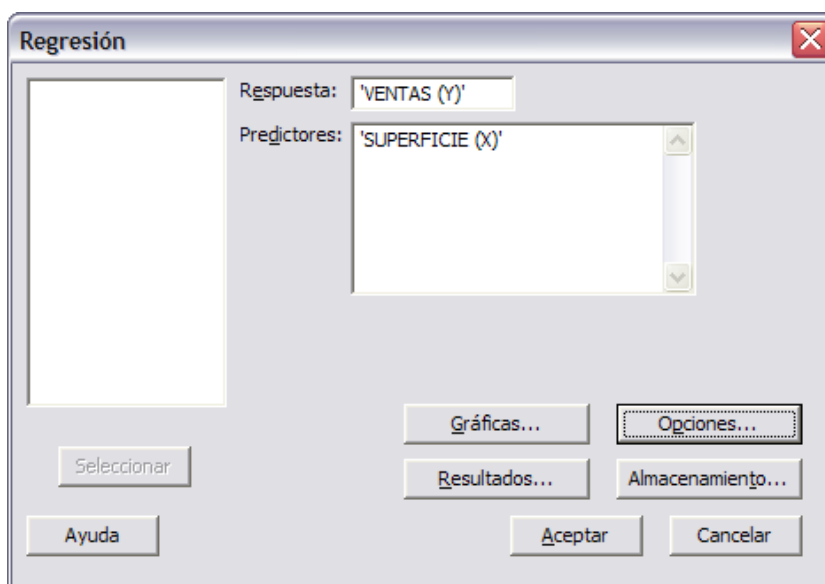 Regresión
Respuesta: 'VENTAS (Y)'
Predictores: 'SUPERFICIE (X)'
Gráficas... Opciones...
Seleccionar
Resultados... Almacenamiento...
Ayuda Aceptar Cancelar